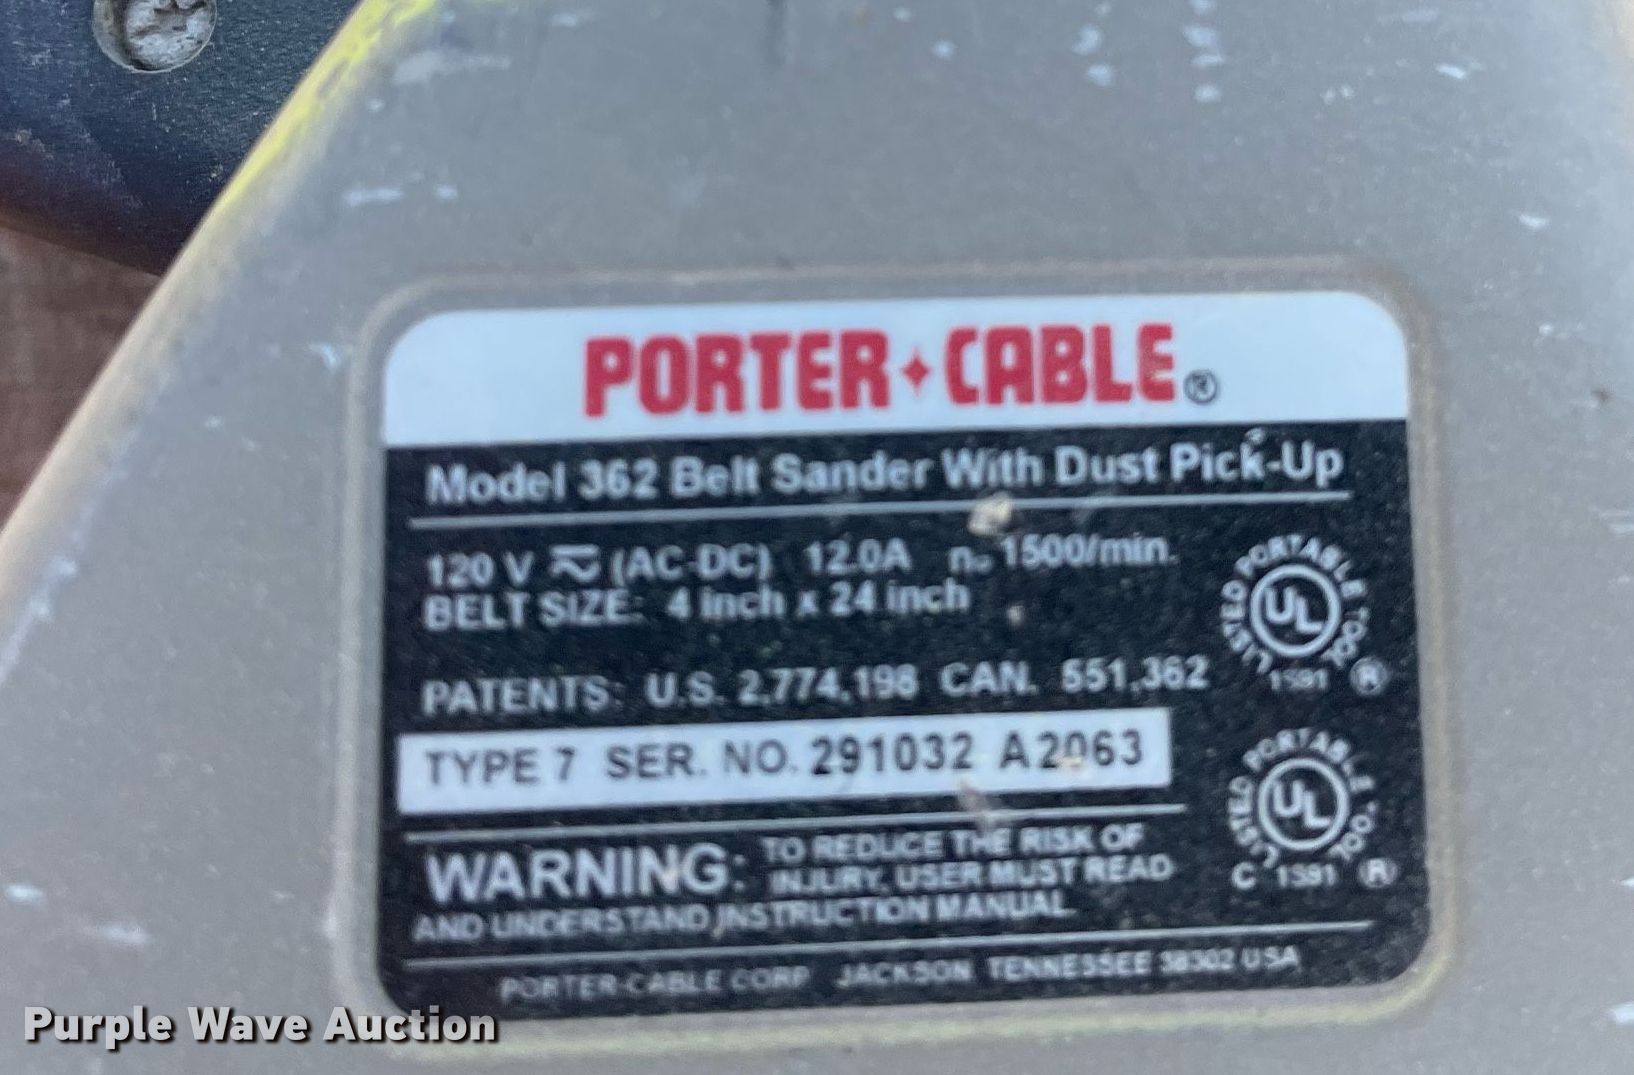 PORTER+CABLE®
Model 362 Belt Sander With Dust Pick-Up
120 V (AC-DC) 12.0A n₀ 1500/min.
BELT SIZE: 4 inch x 24 inch
PATENTS: U.S. 2,774,198 CAN. 551,362
TYPE 7 SER. NO. 291032 A2063
WARNING: TO REDUCE THE RISK OF
INJURY, USER MUST READ
AND UNDERSTAND INSTRUCTION MANUAL
PORTER-CABLE CORP JACKSON, TENNESSEE 38302 USA
LISTED PORTABLE TOOL
UL
1591 ®
LISTED PORTABLE TOOL
UL
C 1591 ®
Purple Wave Auction